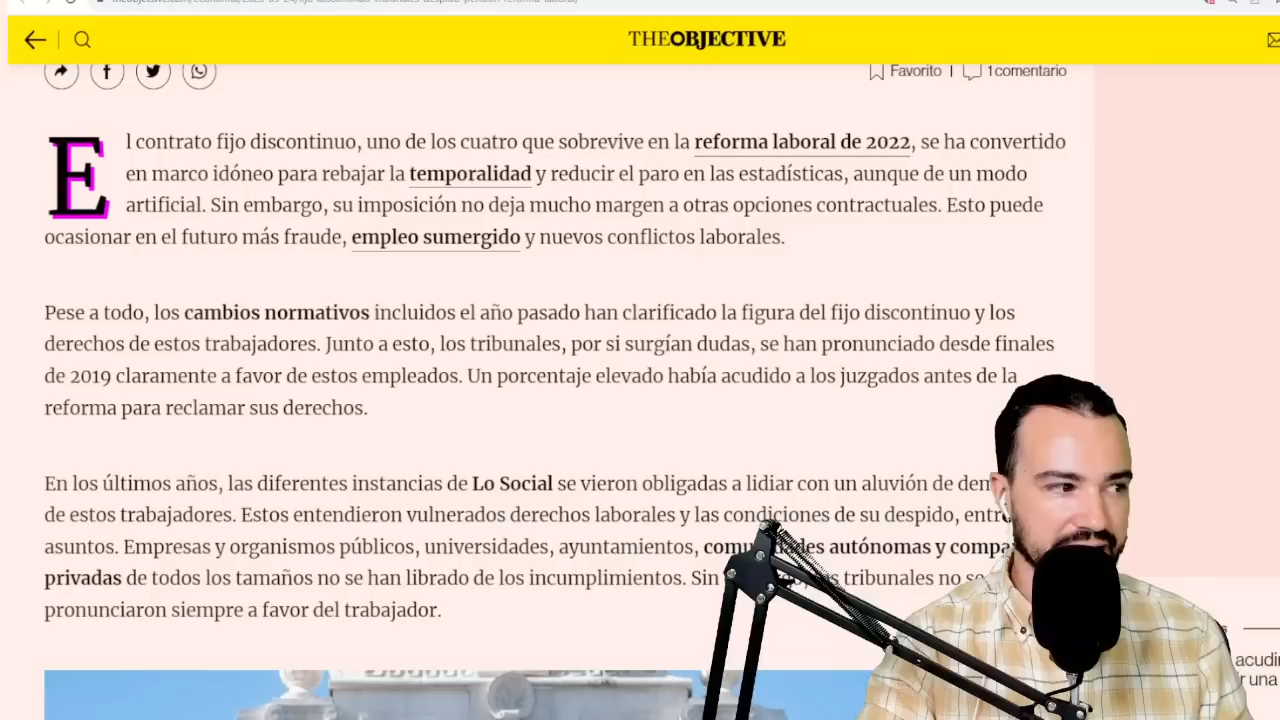 THEOBJECTIVE
Favorito | 1 comentario
El contrato fijo discontinuo, uno de los cuatro que sobrevive en la reforma laboral de 2022, se ha convertido
en marco idóneo para rebajar la temporalidad y reducir el paro en las estadísticas, aunque de un modo
artificial. Sin embargo, su imposición no deja mucho margen a otras opciones contractuales. Esto puede
ocasionar en el futuro más fraude, empleo sumergido y nuevos conflictos laborales.
Pese a todo, los cambios normativos incluidos el año pasado han clarificado la figura del fijo discontinuo y los
derechos de estos trabajadores. Junto a esto, los tribunales, por si surgían dudas, se han pronunciado desde finales
de 2019 claramente a favor de estos empleados. Un porcentaje elevado había acudido a los juzgados antes de la
reforma para reclamar sus derechos.
En los últimos años, las diferentes instancias de Lo Social se vieron obligadas a lidiar con un aluvión de
de estos trabajadores. Estos entendieron vulnerados derechos laborales y las condiciones de su despido,
asuntos. Empresas y organismos públicos, universidades, ayuntamientos, autónomas y
privadas de todos los tamaños no se han librado de los incumplimientos. Sin tribunales no
pronunciaron siempre a favor del trabajador.
una